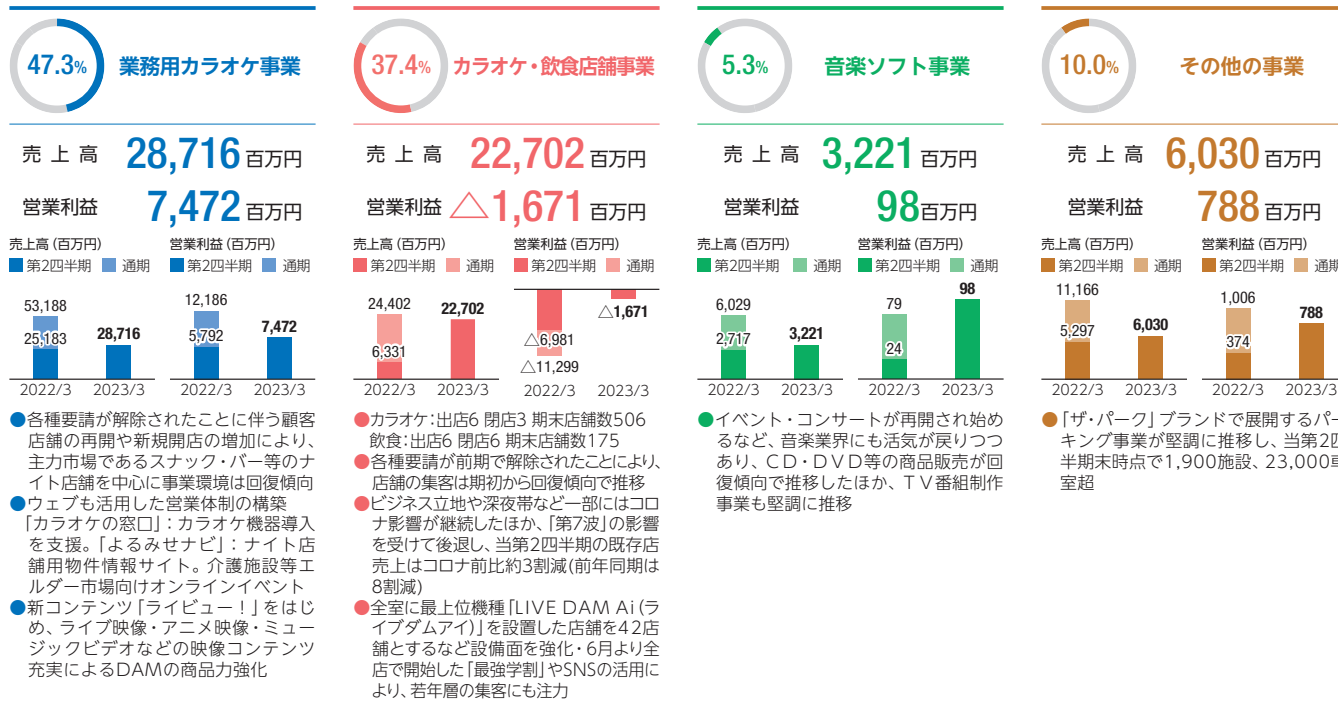 47.3%
業務用カラオケ事業
売上高 28,716 百万円
営業利益 7,472 百万円
売上高 (百万円)
営業利益 (百万円)
第2四半期 通期
第2四半期 通期
53,188
25,183
28,716
12,186
5,792
7,472
2022/3 2023/3
2022/3 2023/3
●各種要請が解除されたことに伴う顧客
店舗の再開や新規開店の増加により、
主力市場であるスナック・バー等のナ
イト店舗を中心に事業環境は回復傾向
●ウェブも活用した営業体制の構築
「カラオケの窓口」：カラオケ機器導入
を支援。「よるみせナビ」：ナイト店
舗用物件情報サイト。介護施設等エ
ルダー市場向けオンラインイベント
●新コンテンツ「ライビュー！」をはじ
め、ライブ映像・アニメ映像・ミュー
ジックビデオなどの映像コンテンツ
充実によるDAMの商品力強化
37.4%
カラオケ・飲食店舗事業
売上高 22,702 百万円
営業利益 △1,671 百万円
売上高 (百万円)
営業利益 (百万円)
第2四半期 通期
第2四半期 通期
24,402
6,331
22,702
△6,981
△11,299
△1,671
2022/3 2023/3
2022/3 2023/3
●カラオケ：出店6 閉店3 期末店舗数506
飲食：出店6 閉店6 期末店舗数175
●各種要請が前期で解除されたことにより、
店舗の集客は期初から回復傾向で推移
●ビジネス立地や深夜帯など一部にはコロ
ナ影響が継続したほか、「第7波」の影響
を受けて後退し、当第2四半期の既存店
売上はコロナ前比約3割減(前年同期は
8割減)
●全室に最上位機種「LIVE DAM Ai(ラ
イブダムアイ)」を設置した店舗を42店
舗とするなど設備面を強化・6月より全
店で開始した「最強学割」やSNSの活用に
より、若年層の集客にも注力
5.3%
音楽ソフト事業
売上高 3,221 百万円
営業利益 98百万円
売上高 (百万円)
営業利益 (百万円)
第2四半期 通期
第2四半期 通期
6,029
2,717
3,221
79
24
98
2022/3 2023/3
2022/3 2023/3
●イベント・コンサートが再開され始め
るなど、音楽業界にも活気が戻りつつ
あり、CD・DVD等の商品販売が回
復傾向で推移したほか、TV番組制作
事業も堅調に推移
10.0%
その他の事業
売上高 6,030 百万円
営業利益 788 百万円
売上高 (百万円)
営業利益 (百万円)
第2四半期 通期
第2四半期 通期
11,166
5,297
6,030
1,006
374
788
2022/3 2023/3
2022/3 2023/3
●「ザ・パーク」ブランドで展開するパー
キング事業が堅調に推移し、当第2四
半期末時点で1,900施設、23,000車
室超